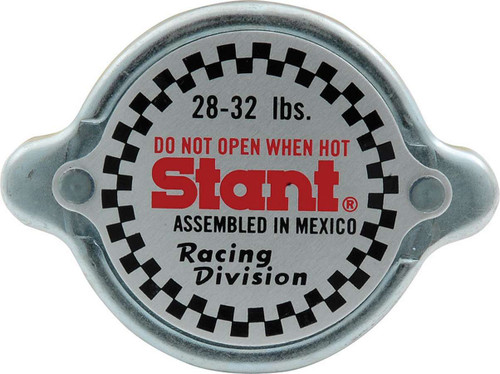 28-32 lbs.
DO NOT OPEN WHEN HOT
Stant®
ASSEMBLED IN MEXICO
Racing
Division